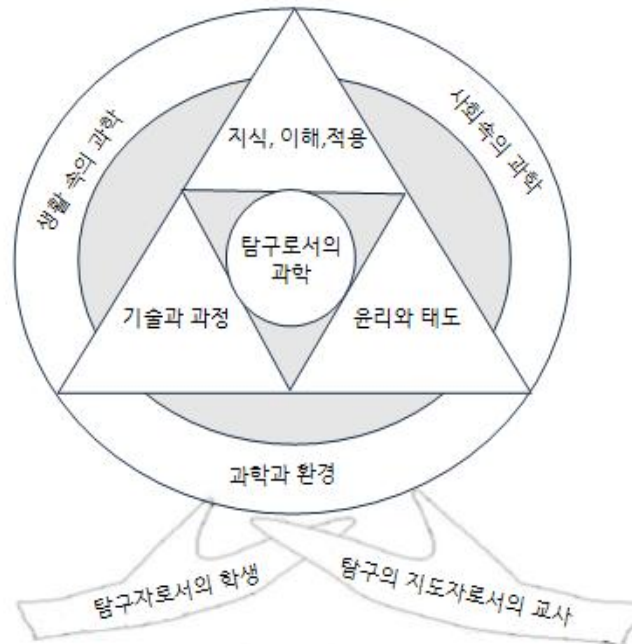 생활 속의 과학
사회속의 과학
지식, 이해,적용
탐구로서의
과학
기술과 과정
윤리와 태도
과학과 환경
탐구자로서의 학생
탐구의 지도자로서의 교사